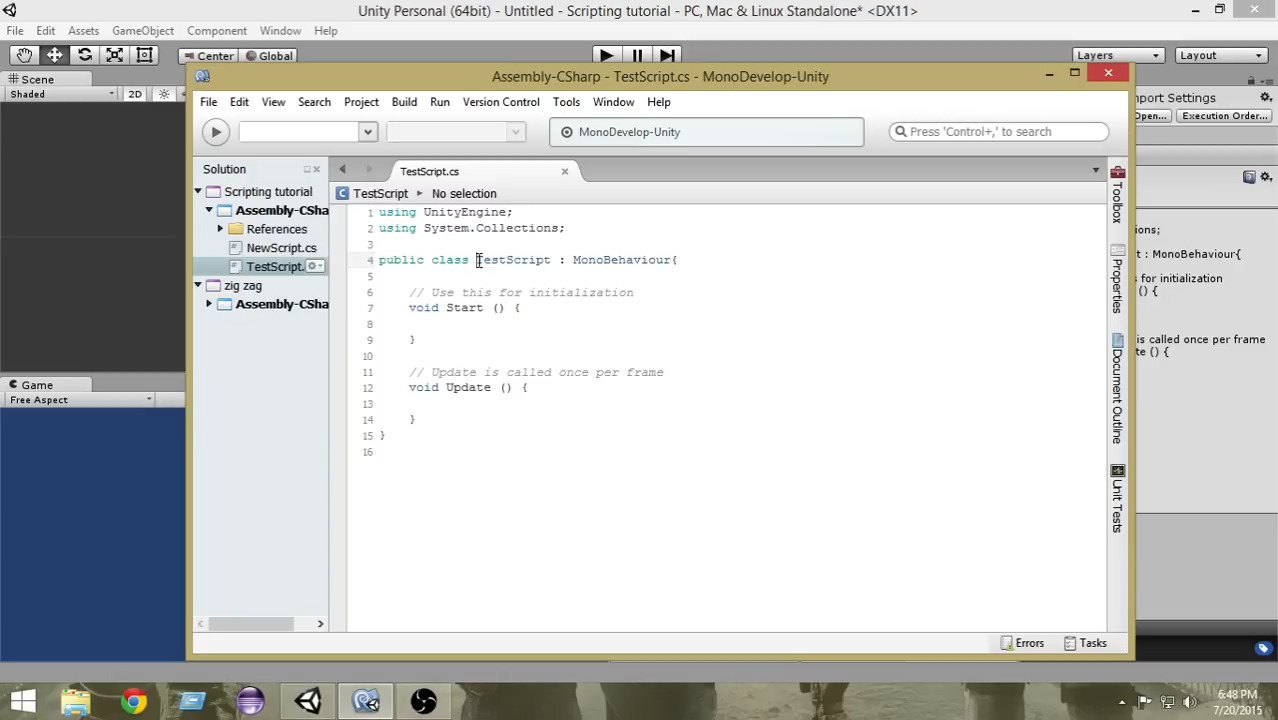 Unity Personal (64bit) - Untitled - Scripting tutorial - PC, Mac & Linux Standalone* <DX11>
File Edit Assets GameObject Component Window Help
Center Global Layers Layout
Scene
Shaded 2D
Assembly-CSharp - TestScript.cs - MonoDevelop-Unity
File Edit View Search Project Build Run Version Control Tools Window Help
MonoDevelop-Unity
Press 'Control+,' to search
mport Settings
Open... Execution Order...
Solution
Scripting tutorial
Assembly-CSha
References
NewScript.cs
TestScript.
zig zag
Assembly-CSha
TestScript.cs
TestScript No selection
1 using UnityEngine;
2 using System.Collections;
3
4 public class TestScript : MonoBehaviour{
5
6 // Use this for initialization
7 void Start () {
8
9 }
10
11 // Update is called once per frame
12 void Update () {
13
14 }
15 }
16
Toolbox
Properties
Document Outline
Unit Tests
ons;
t : MonoBehaviour{
is for initialization
t () {
e is called once per frame
te () {
Game
Free Aspect
Errors Tasks
6:48 PM
7/20/2015